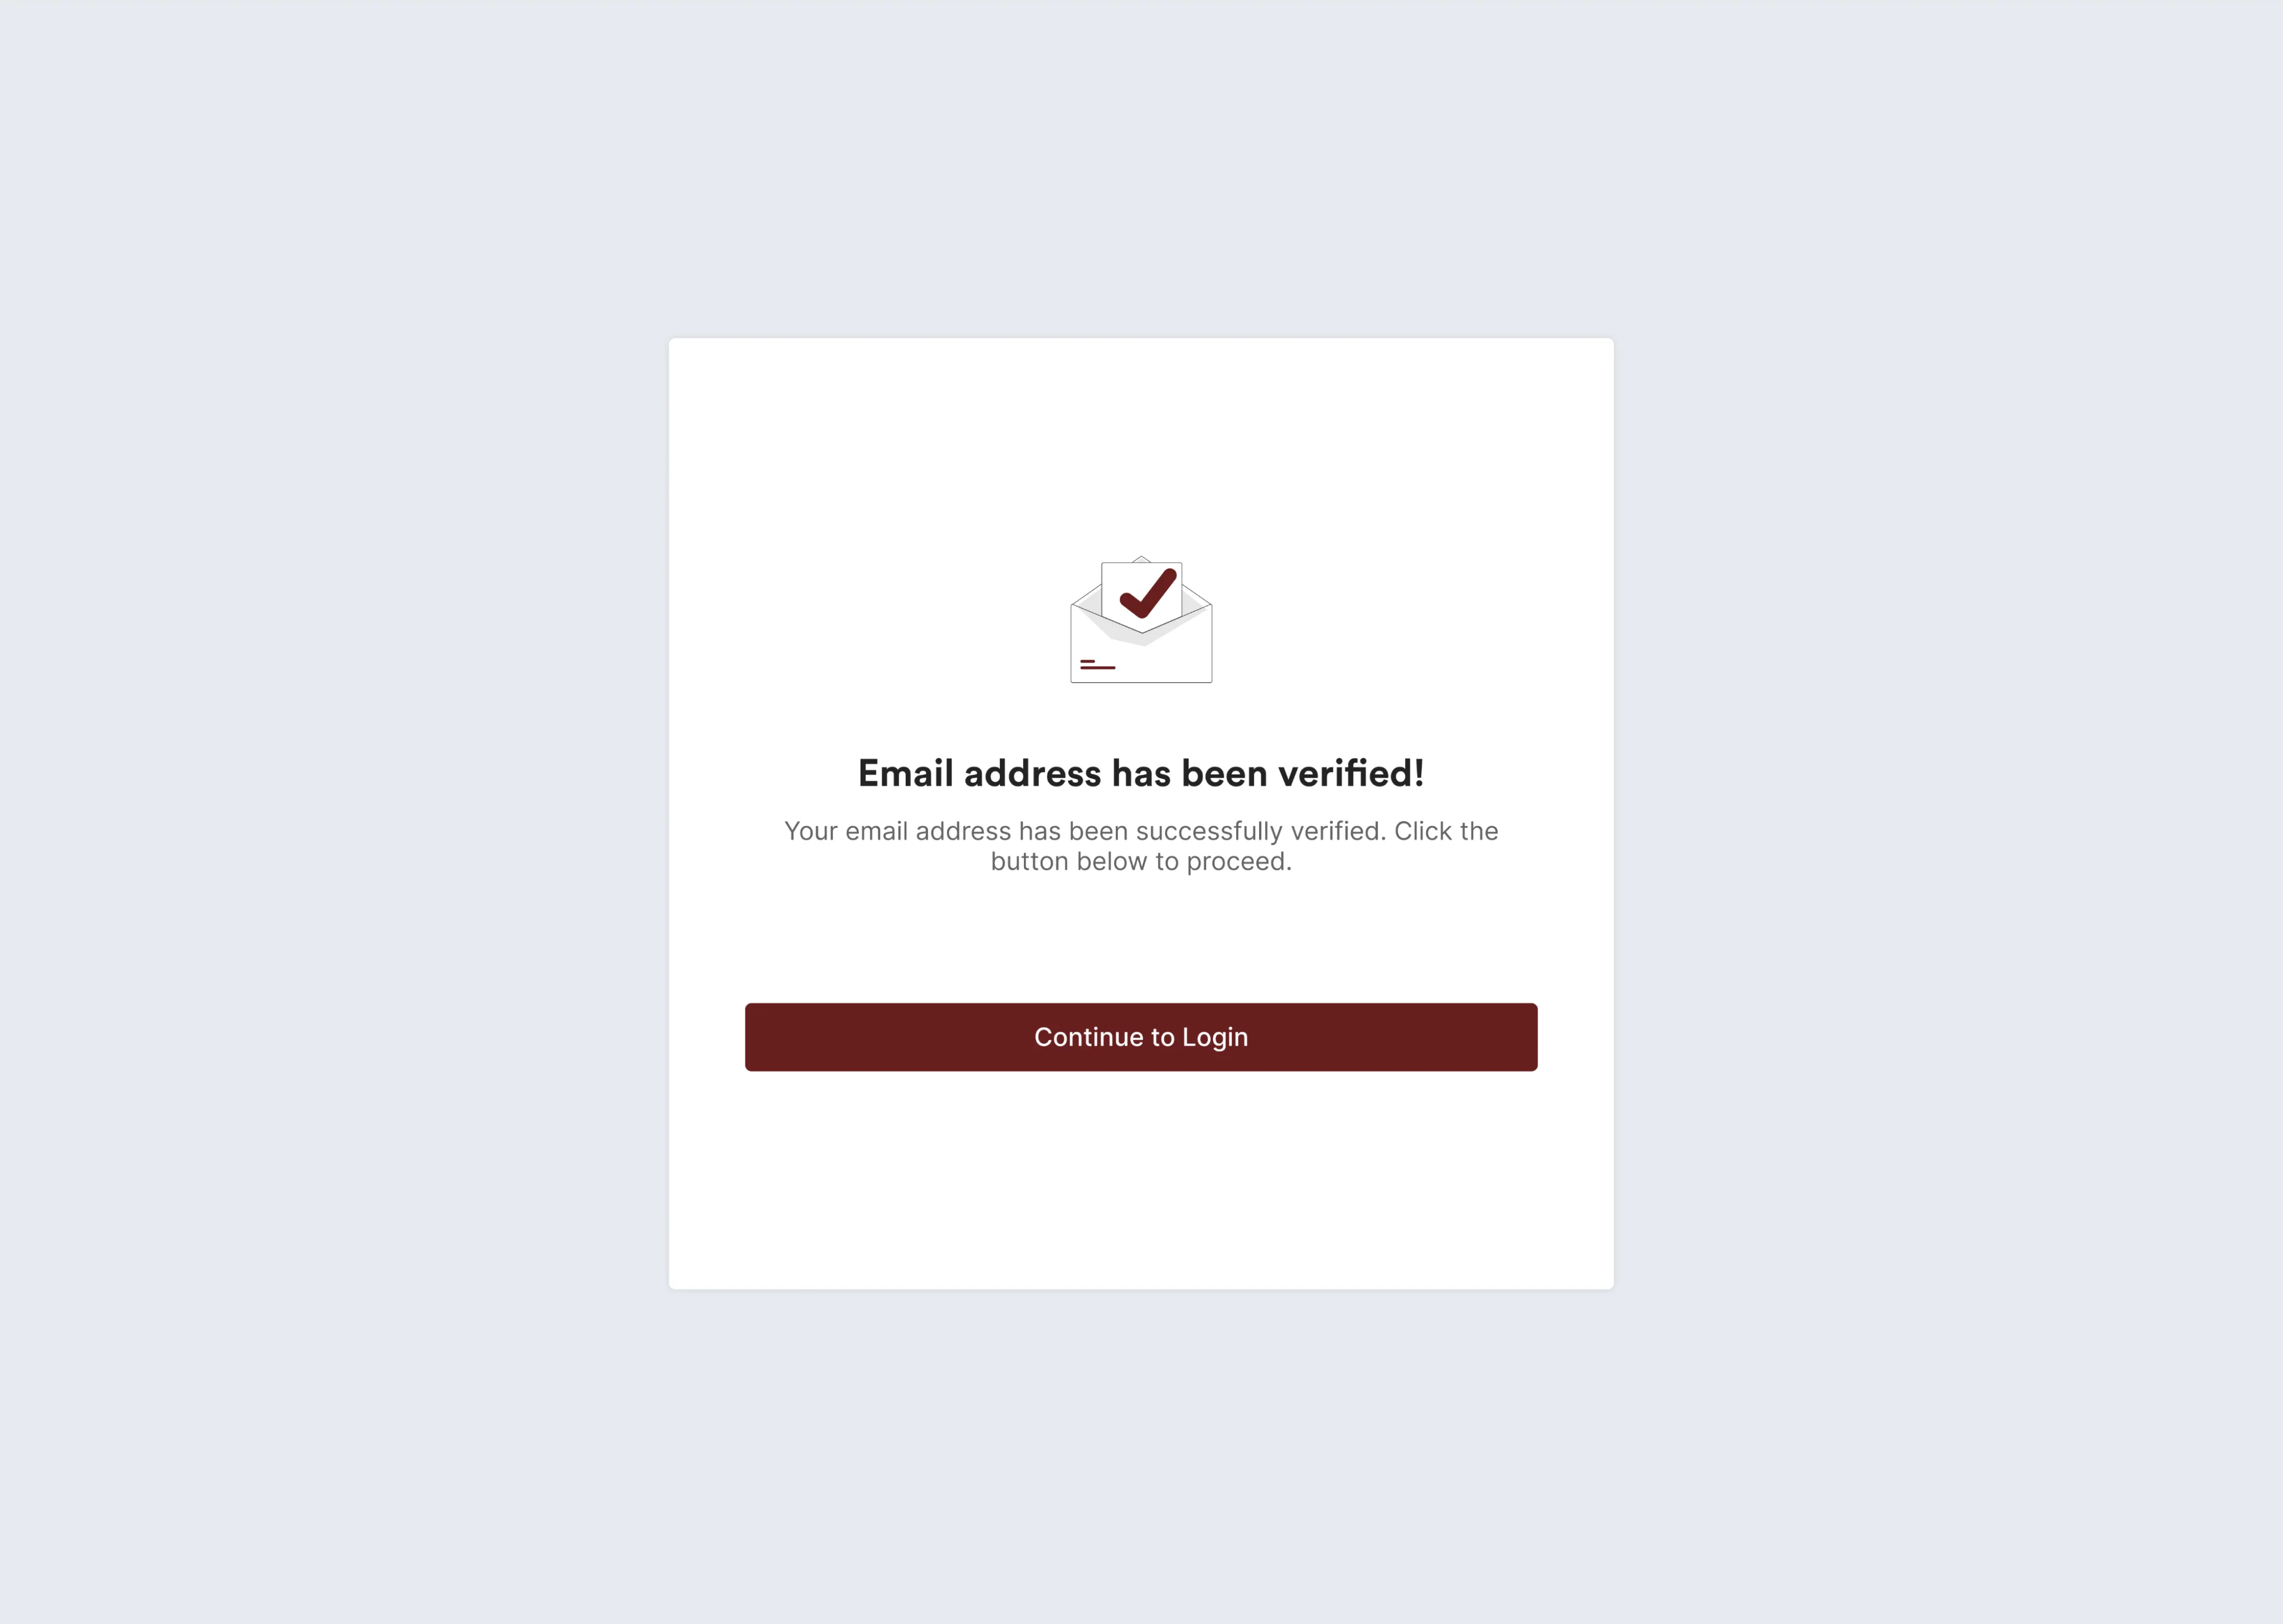 Email address has been verified!
Your email address has been successfully verified. Click the
button below to proceed.
Continue to Login